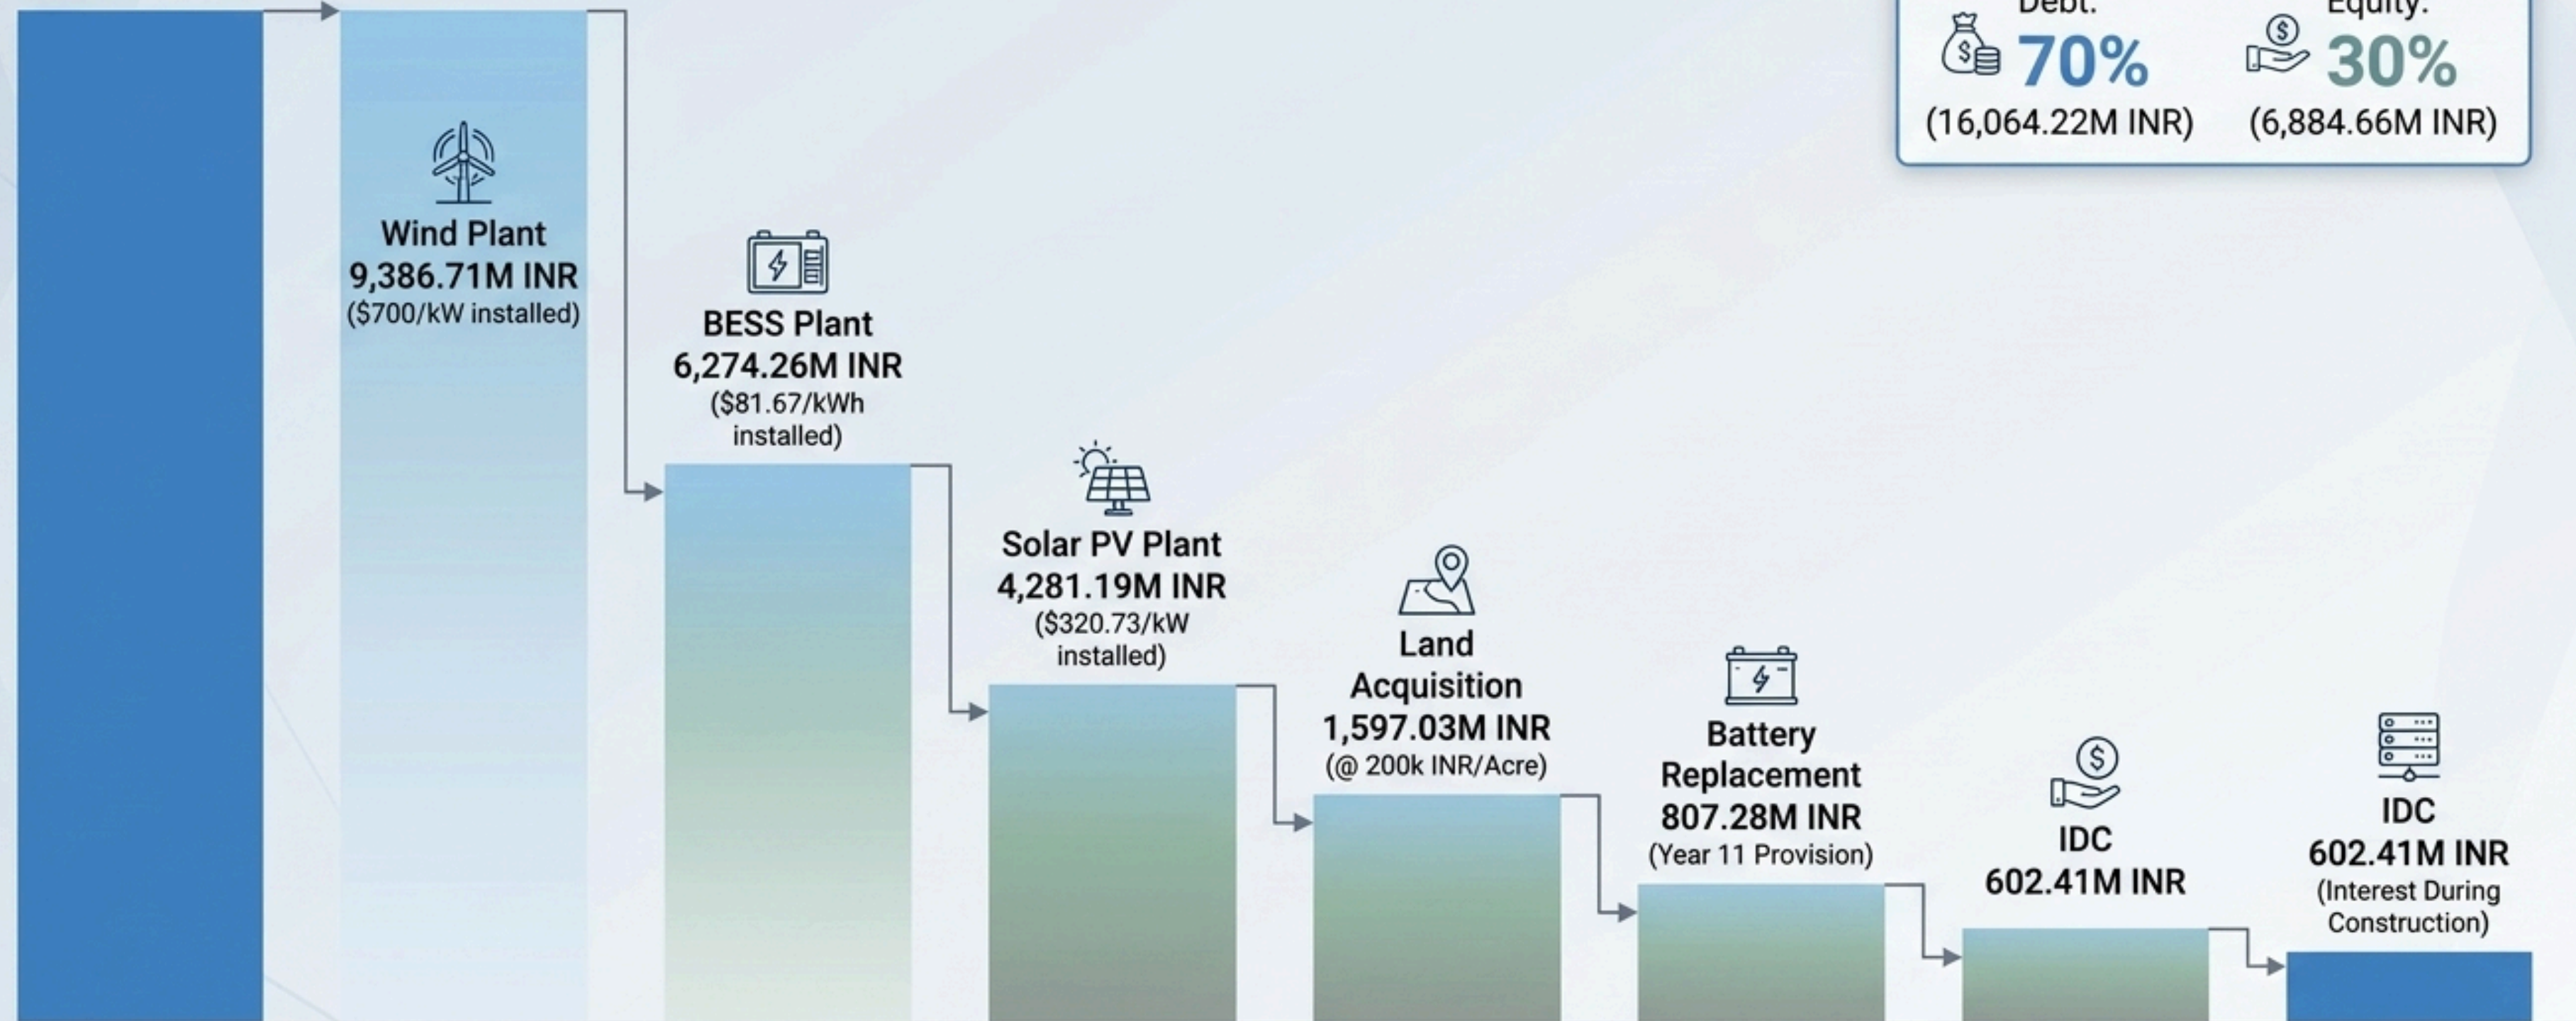 Debt:
70%
(16,064.22M INR)
Equity:
30%
(6,884.66M INR)
Wind Plant
9,386.71M INR
($700/kW installed)
BESS Plant
6,274.26M INR
($81.67/kWh
installed)
Solar PV Plant
4,281.19M INR
($320.73/kW
installed)
Land
Acquisition
1,597.03M INR
(@ 200k INR/Acre)
Battery
Replacement
807.28M INR
(Year 11 Provision)
IDC
602.41M INR
IDC
602.41M INR
(Interest During
Construction)